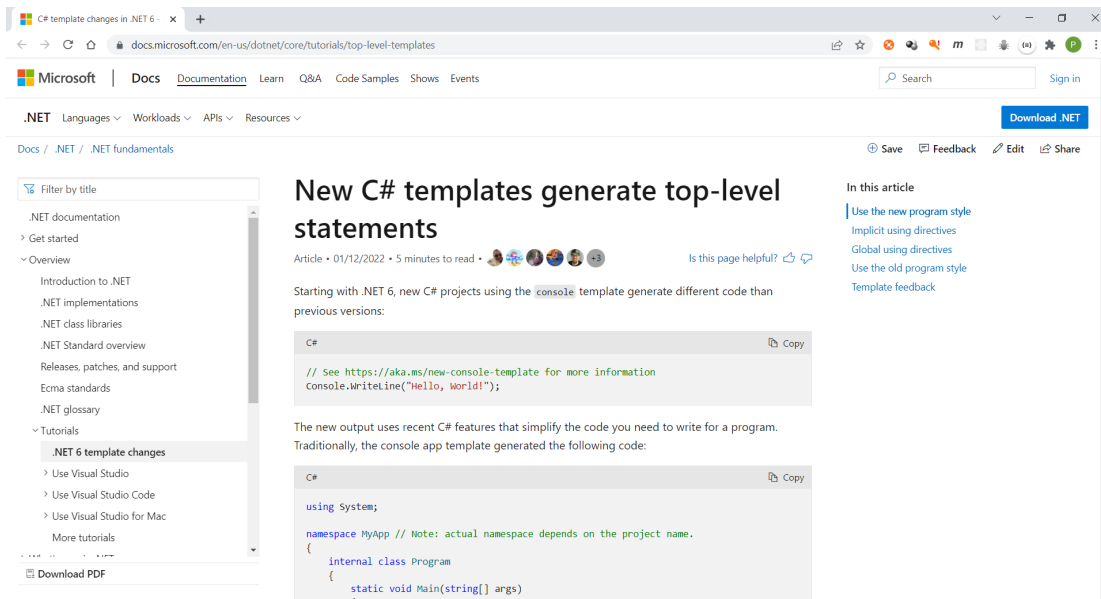 C# template changes in .NET 6 -
docs.microsoft.com/en-us/dotnet/core/tutorials/top-level-templates
m
P
Microsoft
Docs Documentation Learn Q&A Code Samples Shows Events
Search
Sign in
.NET Languages Workloads APIs Resources
Download .NET
Docs / .NET / .NET fundamentals
Save Feedback Edit Share
Filter by title
.NET documentation
Get started
Overview
Introduction to .NET
.NET implementations
.NET class libraries
.NET Standard overview
Releases, patches, and support
Ecma standards
.NET glossary
Tutorials
.NET 6 template changes
Use Visual Studio
Use Visual Studio Code
Use Visual Studio for Mac
More tutorials
Download PDF
New C# templates generate top-level
statements
Article • 01/12/2022 • 5 minutes to read • +3
Is this page helpful?
Starting with .NET 6, new C# projects using the console template generate different code than
previous versions:
C# Copy
// See https://aka.ms/new-console-template for more information
Console.WriteLine("Hello, World!");
The new output uses recent C# features that simplify the code you need to write for a program.
Traditionally, the console app template generated the following code:
C# Copy
using System;
namespace MyApp // Note: actual namespace depends on the project name.
{
internal class Program
{
static void Main(string[] args)
In this article
Use the new program style
Implicit using directives
Global using directives
Use the old program style
Template feedback